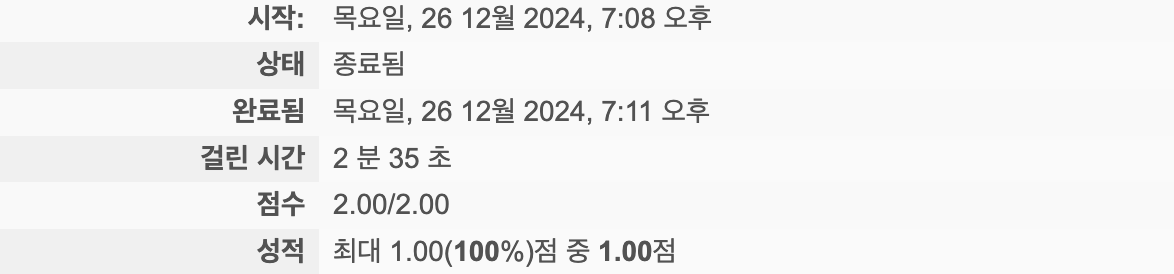 시작: 목요일, 26 12월 2024, 7:08 오후
상태 종료됨
완료됨 목요일, 26 12월 2024, 7:11 오후
걸린 시간 2 분 35 초
점수 2.00/2.00
성적 최대 1.00(100%)점 중 1.00점